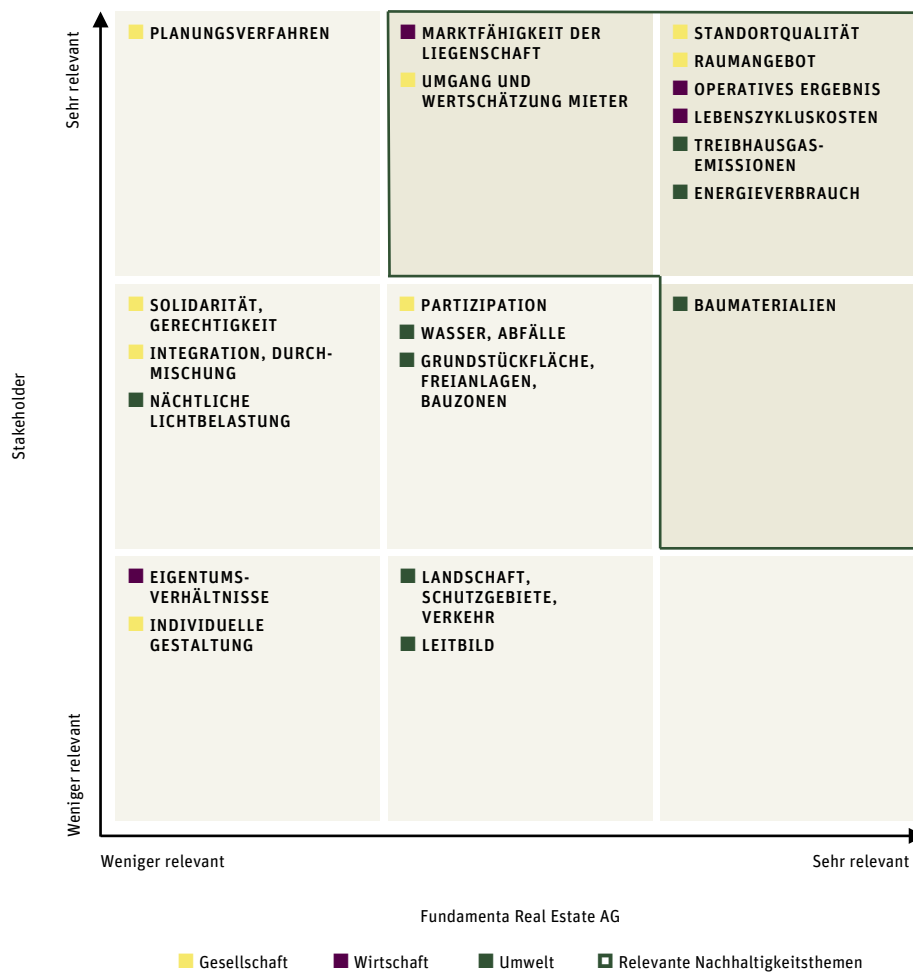 Sehr relevant
PLANUNGSVERFAHREN
MARKTFÄHIGKEIT DER
LIEGENSCHAFT
UMGANG UND
WERTSCHÄTZUNG MIETER
STANDORTQUALITÄT
RAUMANGEBOT
OPERATIVES ERGEBNIS
LEBENSZYKLUSKOSTEN
TREIBHAUSGAS-
EMISSIONEN
ENERGIEVERBRAUCH
Stakeholder
SOLIDARITÄT,
GERECHTIGKEIT
INTEGRATION, DURCH-
MISCHUNG
NÄCHTLICHE
LICHTBELASTUNG
PARTIZIPATION
WASSER, ABFÄLLE
GRUNDSTÜCKFLÄCHE,
FREIANLAGEN,
BAUZONEN
BAUMATERIALIEN
Weniger relevant
EIGENTUMS-
VERHÄLTNISSE
INDIVIDUELLE
GESTALTUNG
LANDSCHAFT,
SCHUTZGEBIETE,
VERKEHR
LEITBILD
Weniger relevant
Sehr relevant
Fundamenta Real Estate AG
Gesellschaft
Wirtschaft
Umwelt
Relevante Nachhaltigkeitsthemen